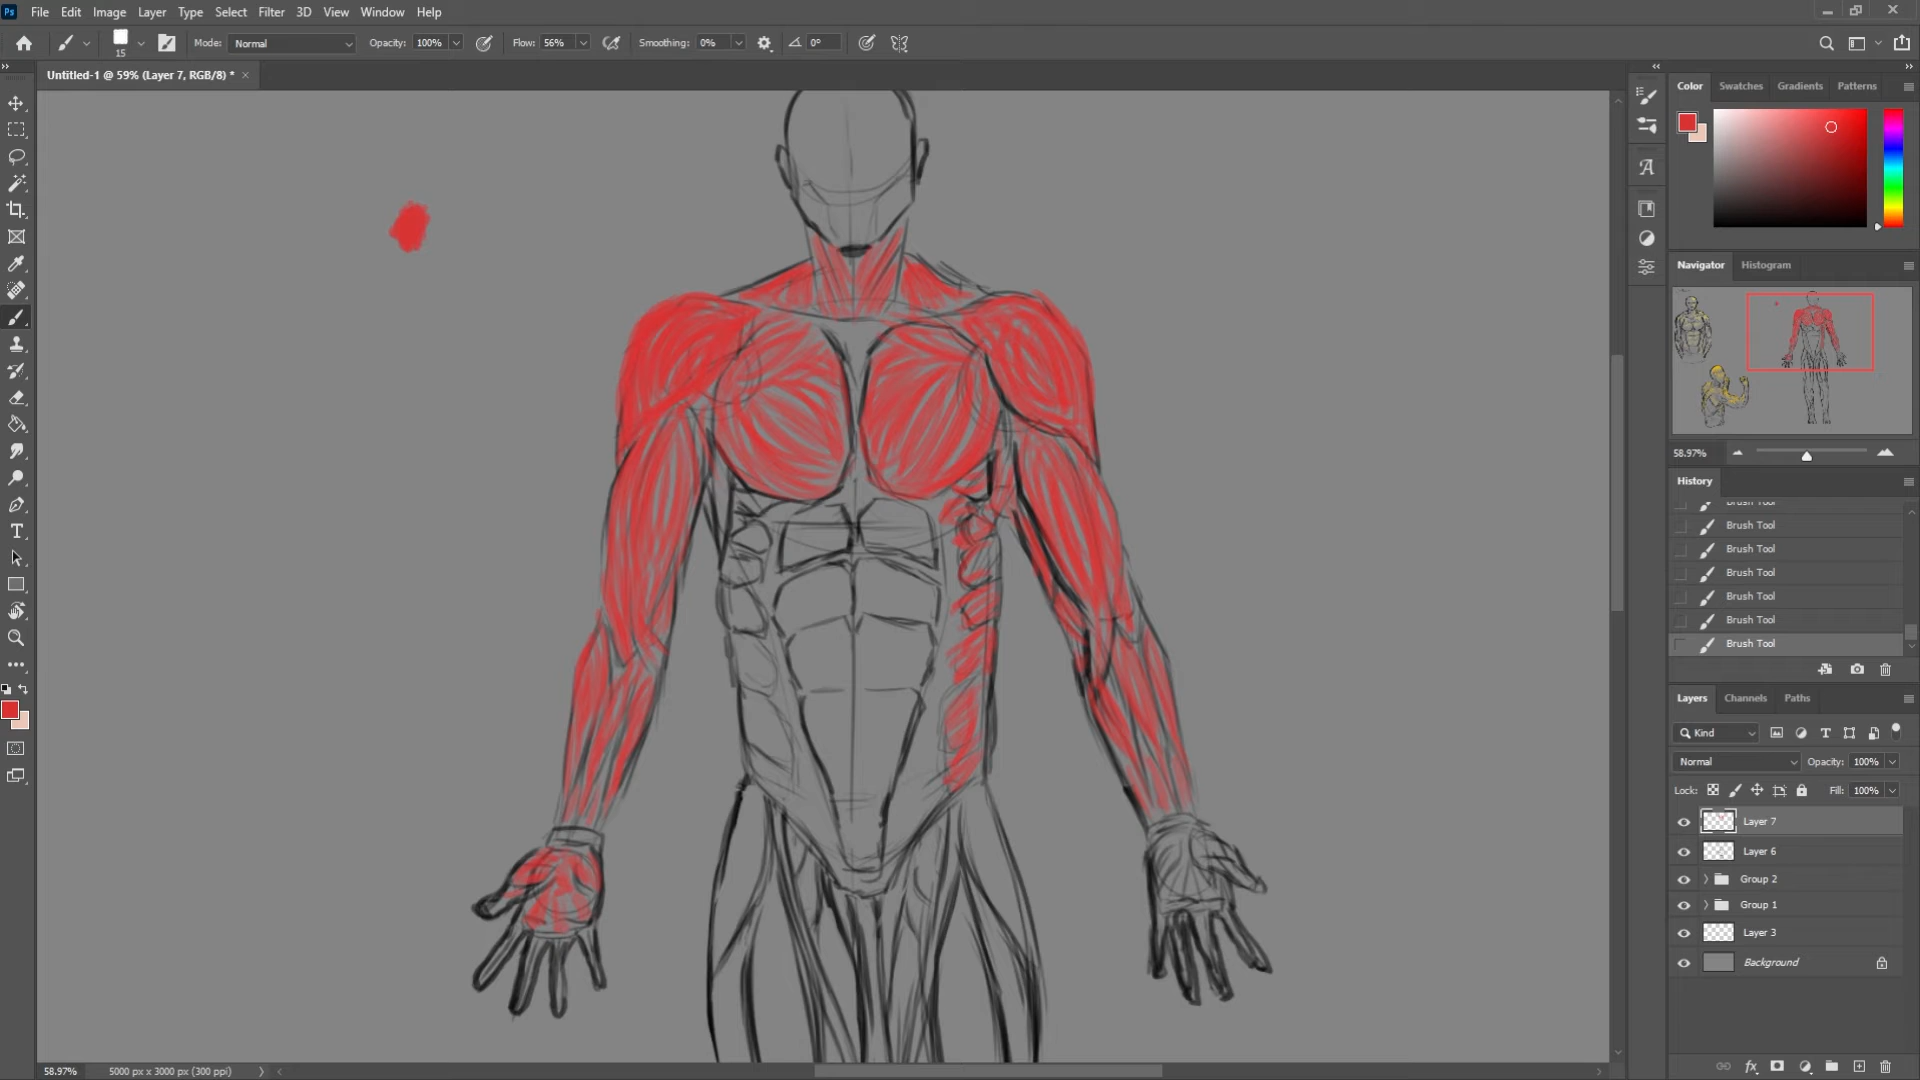 Ps File Edit Image Layer Type Select Filter 3D View Window Help
15 Mode: Normal Opacity: 100% Flow: 56% Smoothing: 0% 0°
Untitled-1 @ 59% (Layer 7, RGB/8) * ×
Color Swatches Gradients Patterns
Navigator Histogram
58.97%
History
Brush Tool
Brush Tool
Brush Tool
Brush Tool
Brush Tool
Brush Tool
Brush Tool
Layers Channels Paths
Kind
Normal Opacity: 100%
Lock: Fill: 100%
Layer 7
Layer 6
Group 2
Group 1
Layer 3
Background
58.97% 5000 px x 3000 px (300 ppi)